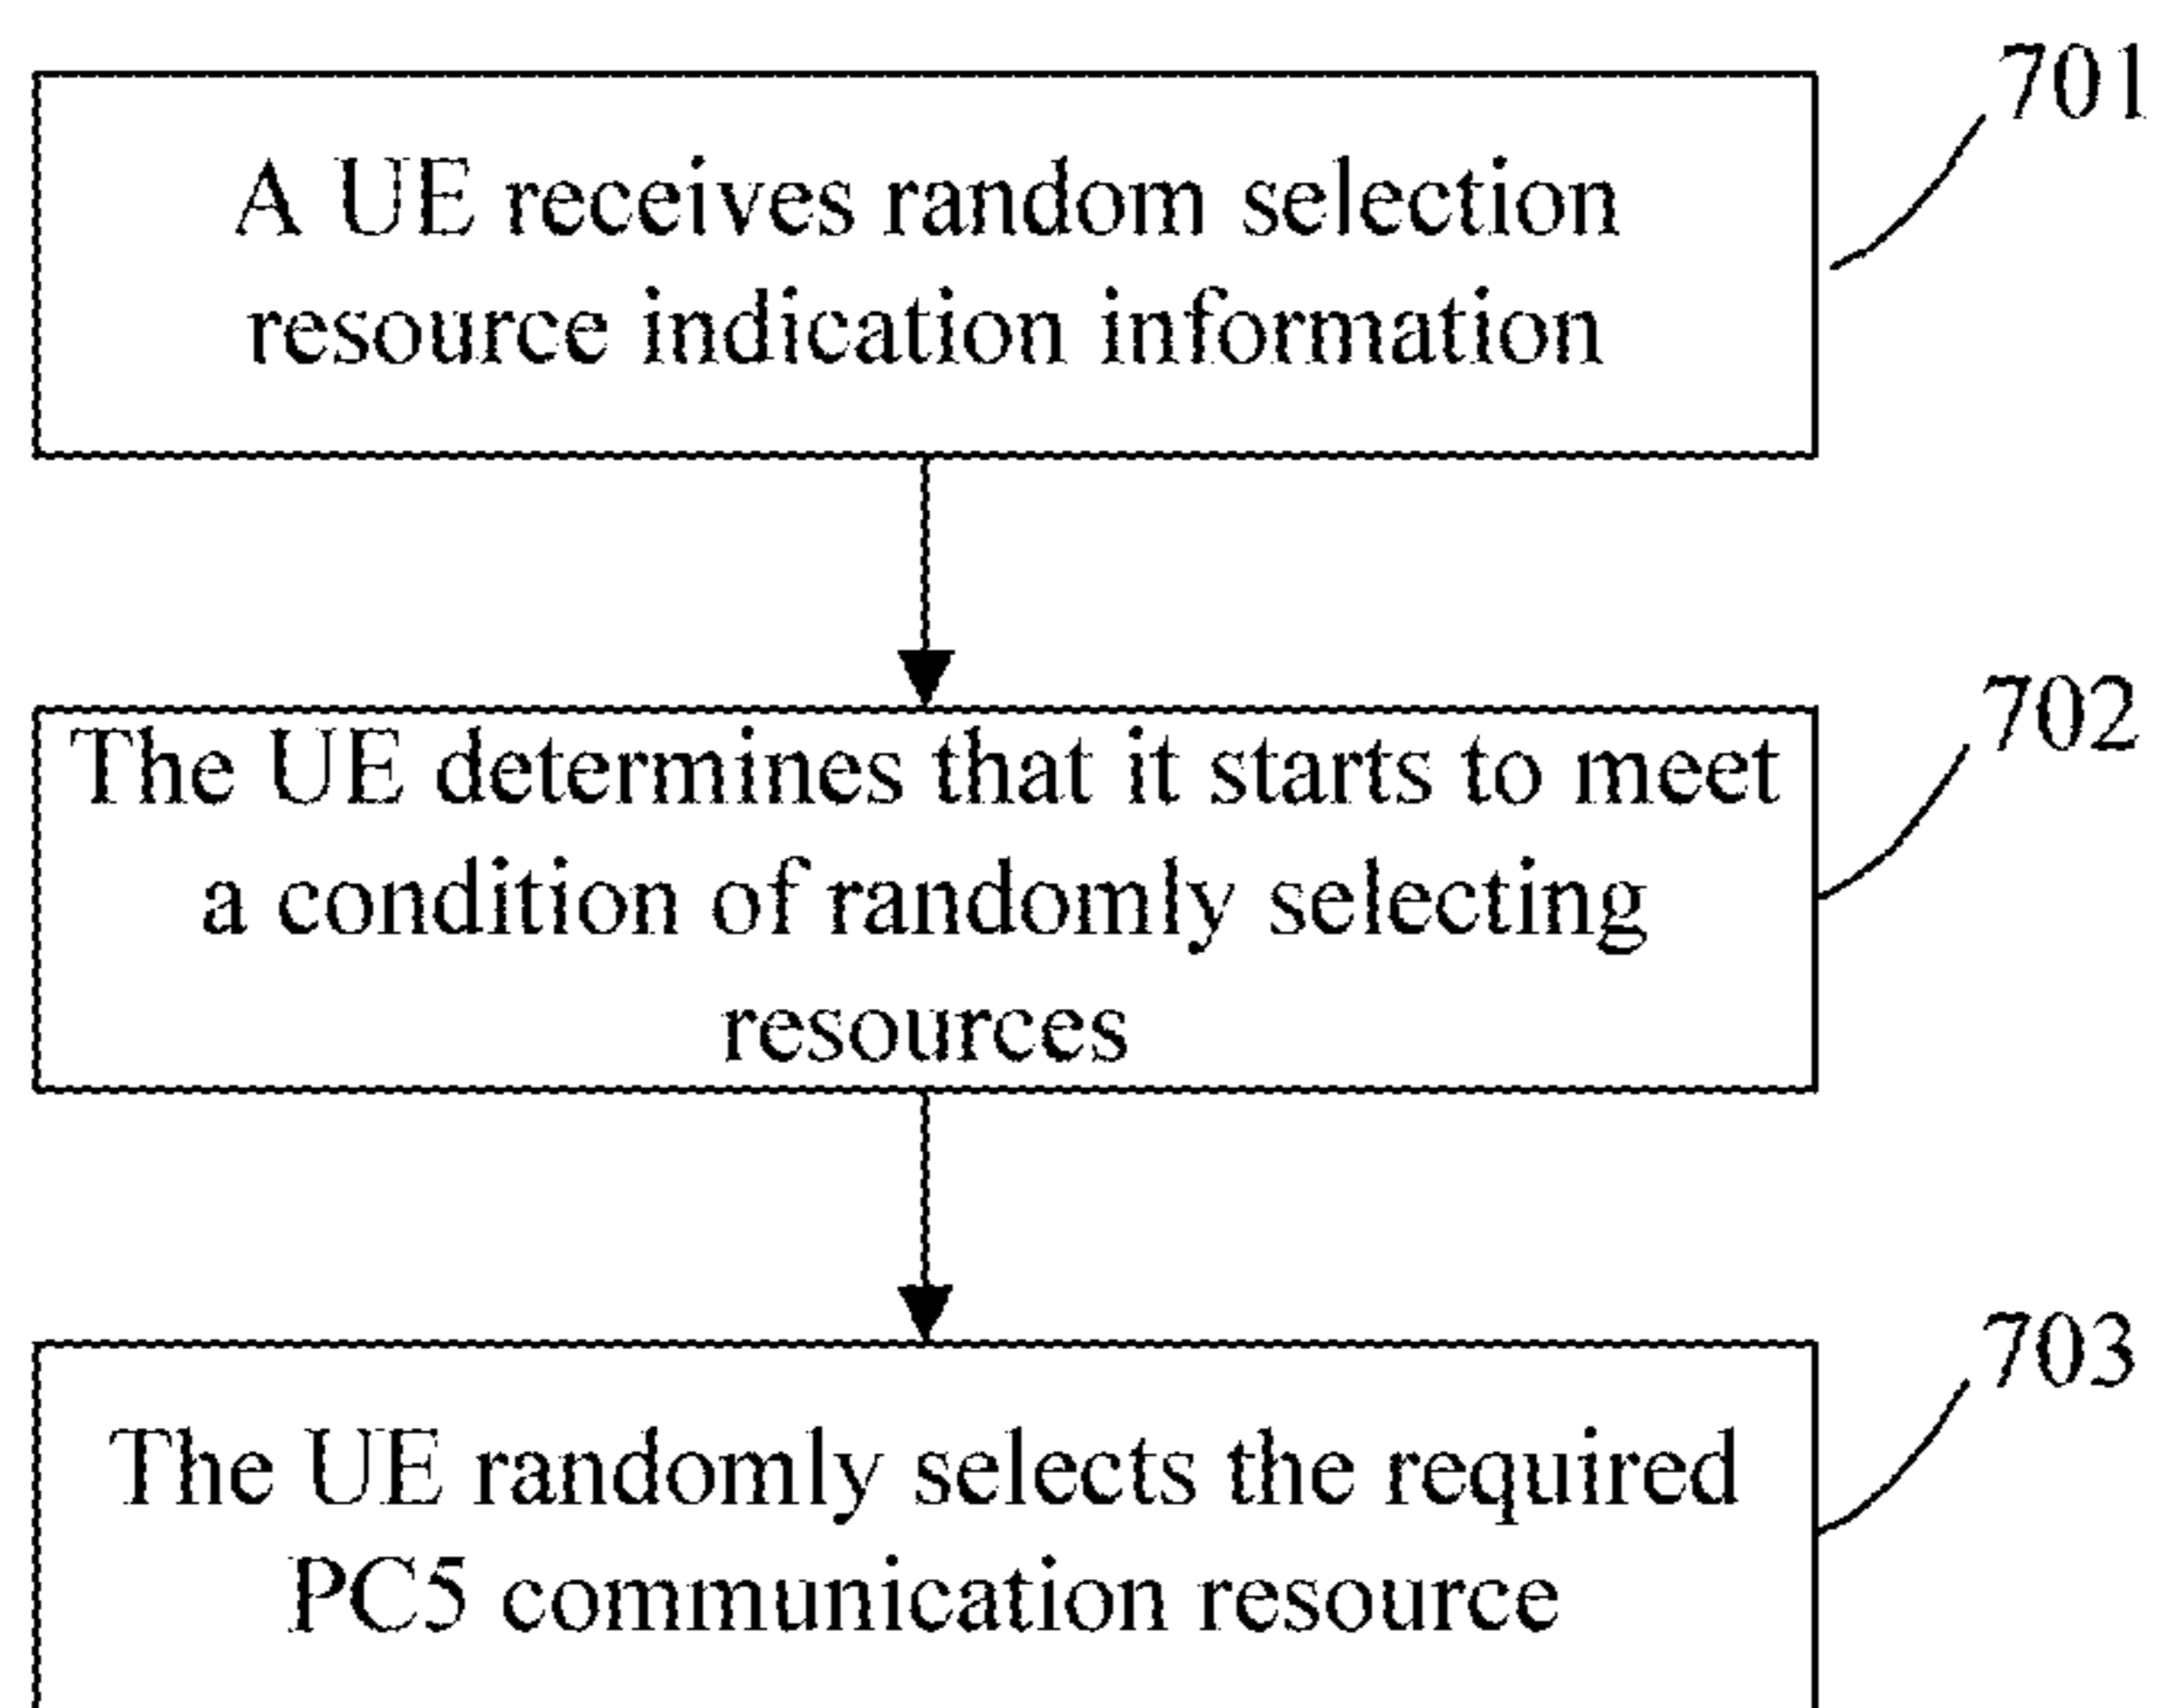 701
A UE receives random selection
resource indication information
702
The UE determines that it starts to meet
a condition of randomly selecting
resources
703
The UE randomly selects the required
PC5 communication resource